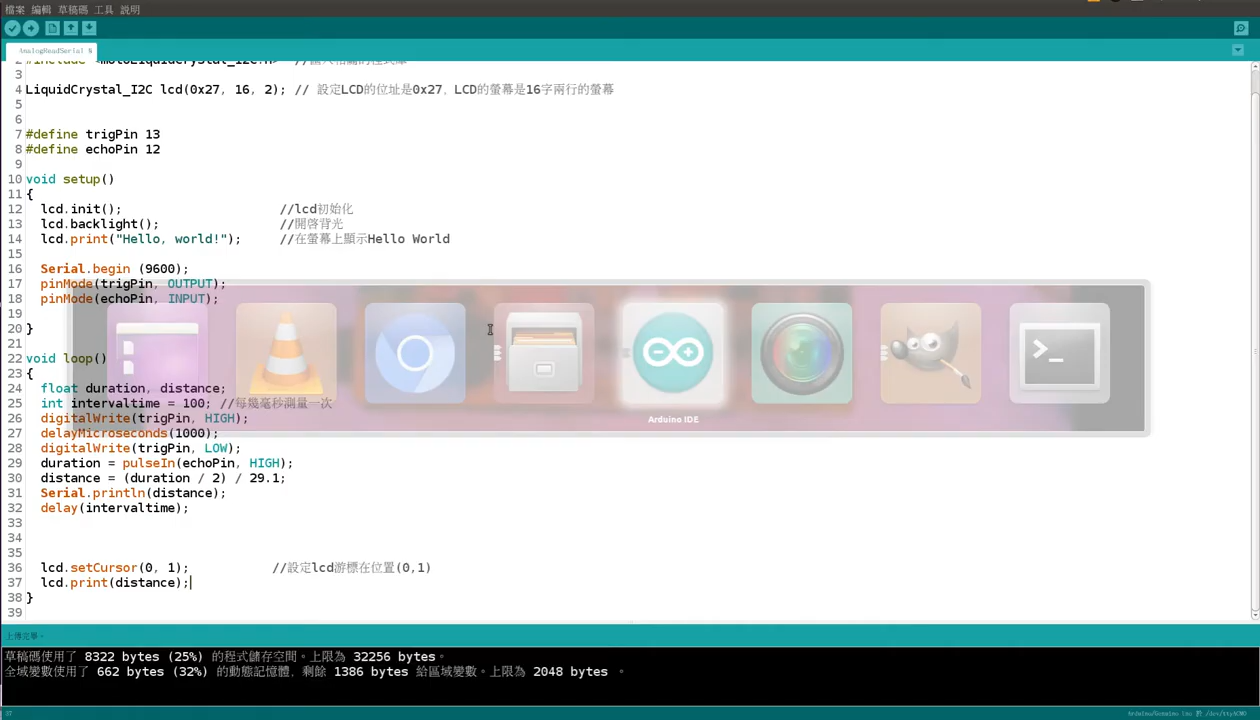 檔案 編輯 草稿碼 工具 說明
AnalogReadSerial §
3
4 LiquidCrystal_I2C lcd(0x27, 16, 2); // 設定LCD的位址是0x27，LCD的螢幕是16字兩行的螢幕
5
6
7 #define trigPin 13
8 #define echoPin 12
9
10 void setup()
11 {
12 lcd.init(); //lcd初始化
13 lcd.backlight(); //開啓背光
14 lcd.print("Hello, world!"); //在螢幕上顯示Hello World
15
16 Serial.begin (9600);
17 pinMode(trigPin, OUTPUT);
18 pinMode(echoPin, INPUT);
19
20 }
21
22 void loop()
23 {
24 float duration, distance;
25 int intervaltime = 100; //每幾毫秒測量一次
26 digitalWrite(trigPin, HIGH);
Arduino IDE
27 delayMicroseconds(1000);
28 digitalWrite(trigPin, LOW);
29 duration = pulseIn(echoPin, HIGH);
30 distance = (duration / 2) / 29.1;
31 Serial.println(distance);
32 delay(intervaltime);
33
34
35
36 lcd.setCursor(0, 1); //設定lcd游標在位置(0,1)
37 lcd.print(distance);
38 }
39
上傳完畢。
草稿碼使用了 8322 bytes (25%) 的程式儲存空間。上限為 32256 bytes。
全域變數使用了 662 bytes (32%) 的動態記憶體，剩餘 1386 bytes 給區域變數。上限為 2048 bytes 。
37 Arduino/Genuino Uno 於 /dev/ttyACM0